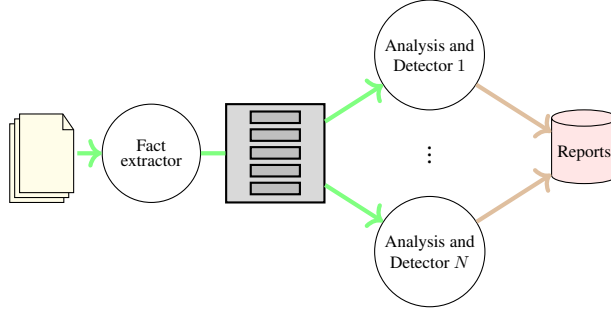 Analysis and
Detector 1
Fact
extractor
⋮
Reports
Analysis and
Detector N